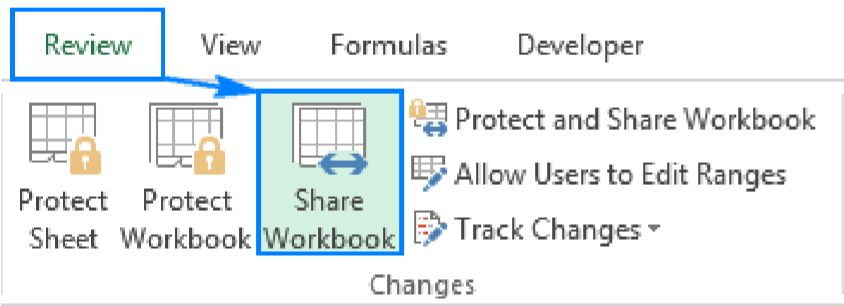 Review View Formulas Developer
Protect Sheet
Protect Workbook
Share Workbook
Protect and Share Workbook
Allow Users to Edit Ranges
Track Changes
Changes